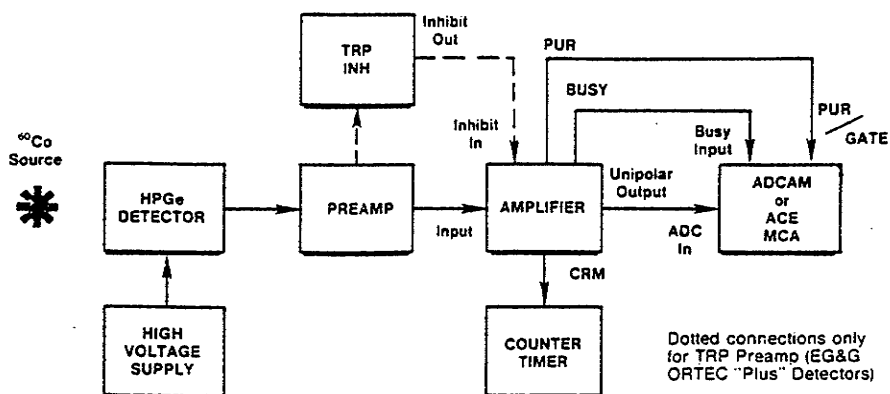 Inhibit
Out
TRP
INH
PUR
BUSY
PUR
GATE
⁶⁰Co
Source
Inhibit
In
Busy
Input
HPGe
DETECTOR
PREAMP
Input
AMPLIFIER
Unipolar
Output
ADC
In
ADCAM
or
ACE
MCA
CRM
HIGH
VOLTAGE
SUPPLY
COUNTER
TIMER
Dotted connections only
for TRP Preamp (EG&G
ORTEC "Plus" Detectors)